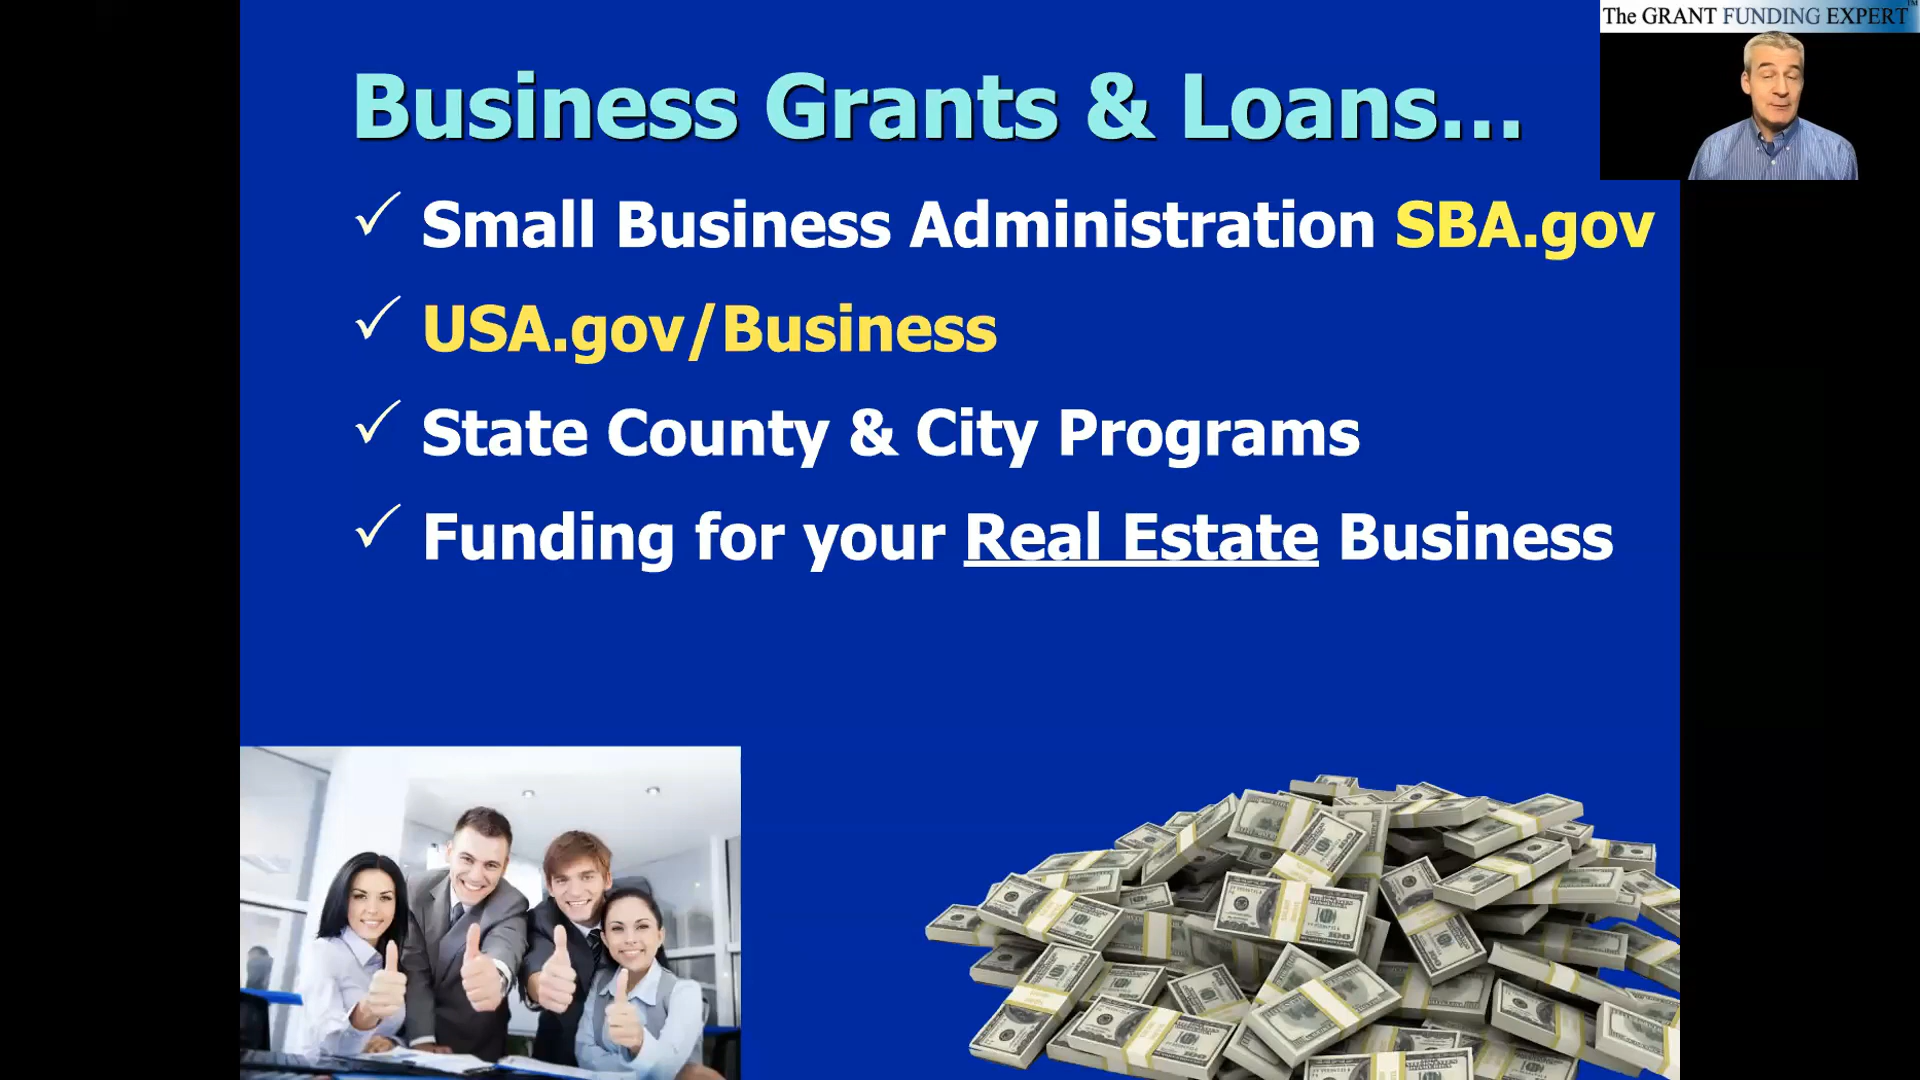 The GRANT FUNDING EXPERT™
Business Grants & Loans...
Small Business Administration SBA.gov
USA.gov/Business
State County & City Programs
Funding for your Real Estate Business